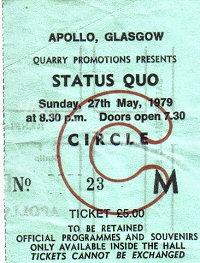 APOLLO, GLASGOW
QUARRY PROMOTIONS PRESENTS
STATUS QUO
Sunday, 27th May, 1979
at 8.30 p.m. Doors open 7.30
CIRCLE
No 23 M
TICKET £5.00
TO BE RETAINED
OFFICIAL PROGRAMMES AND SOUVENIRS
ONLY AVAILABLE INSIDE THE HALL
TICKETS CANNOT BE EXCHANGED